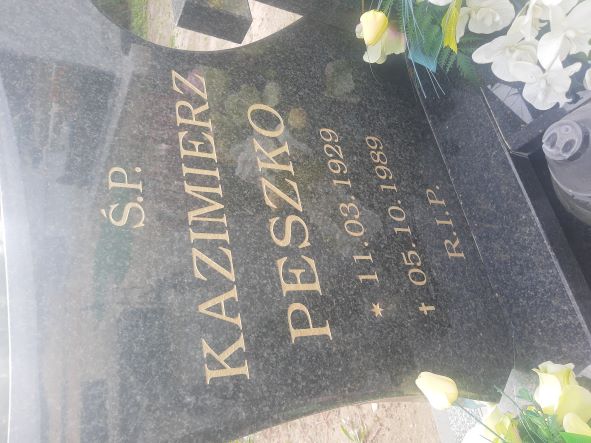 Ś.P.
KAZIMIERZ
PESZKO
* 11.03.1929
✝ 05.10.1989
R.I.P.